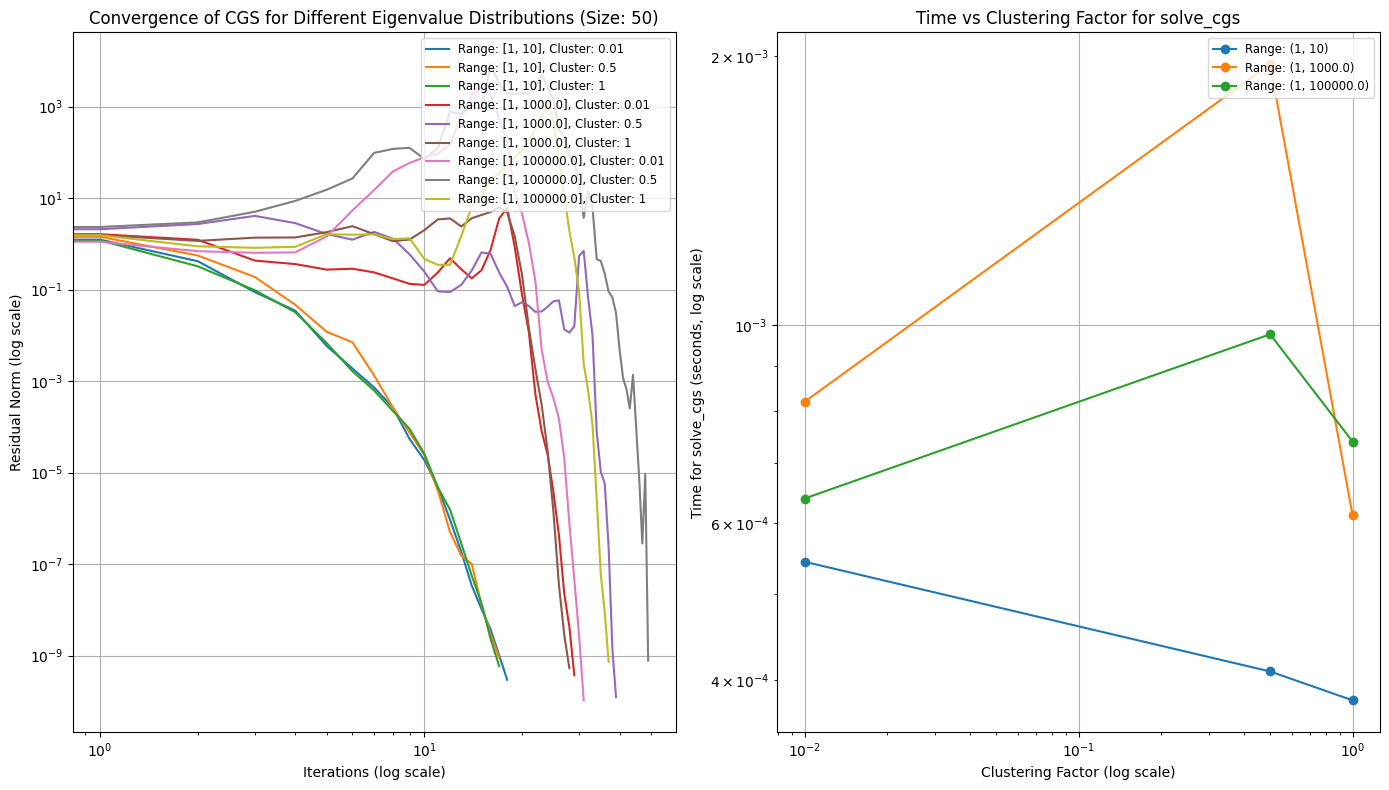 Convergence of CGS for Different Eigenvalue Distributions (Size: 50)
Range: [1, 10], Cluster: 0.01
Range: [1, 10], Cluster: 0.5
Range: [1, 10], Cluster: 1
Range: [1, 1000.0], Cluster: 0.01
Range: [1, 1000.0], Cluster: 0.5
Range: [1, 1000.0], Cluster: 1
Range: [1, 100000.0], Cluster: 0.01
Range: [1, 100000.0], Cluster: 0.5
Range: [1, 100000.0], Cluster: 1
Residual Norm (log scale)
10³
10¹
10⁻¹
10⁻³
10⁻⁵
10⁻⁷
10⁻⁹
10⁰ 10¹
Iterations (log scale)
Time vs Clustering Factor for solve_cgs
Range: (1, 10)
Range: (1, 1000.0)
Range: (1, 100000.0)
Time for solve_cgs (seconds, log scale)
2 × 10⁻³
10⁻³
6 × 10⁻⁴
4 × 10⁻⁴
10⁻² 10⁻¹ 10⁰
Clustering Factor (log scale)